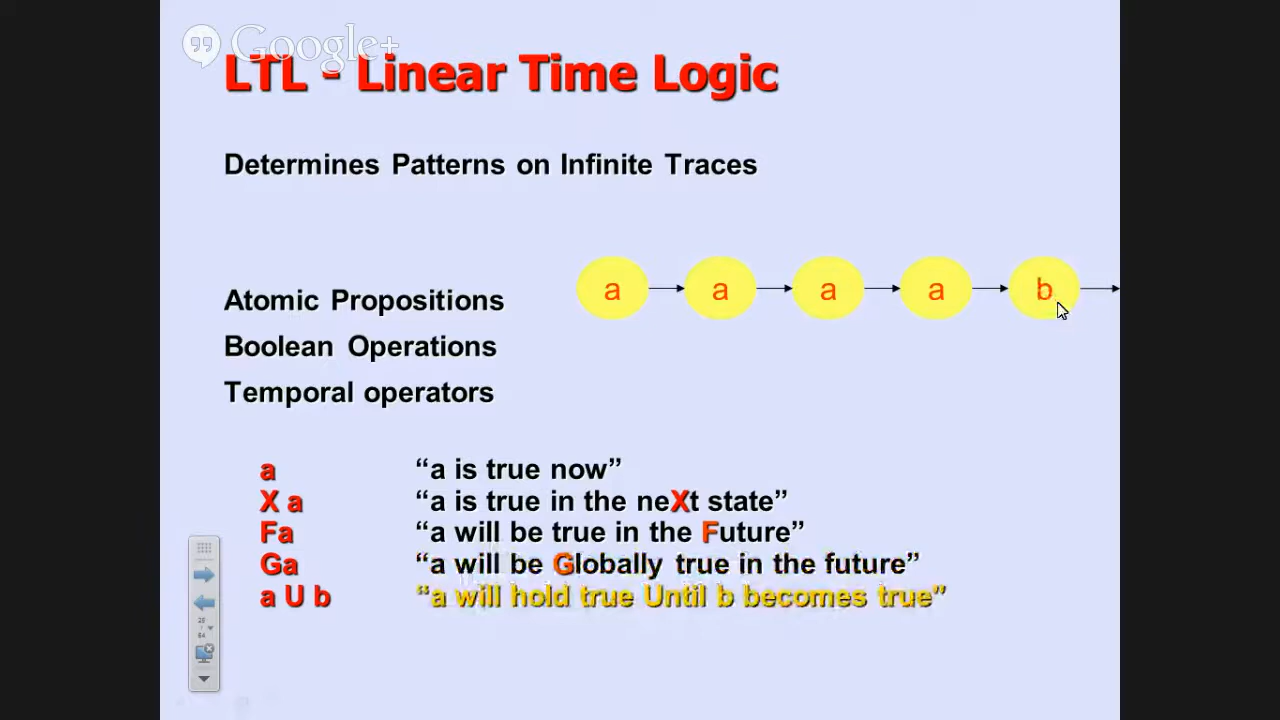 Google+
LTL - Linear Time Logic
Determines Patterns on Infinite Traces
a a a a b
Atomic Propositions
Boolean Operations
Temporal operators
a "a is true now"
X a "a is true in the neXt state"
Fa "a will be true in the Future"
Ga "a will be Globally true in the future"
a U b "a will hold true Until b becomes true"